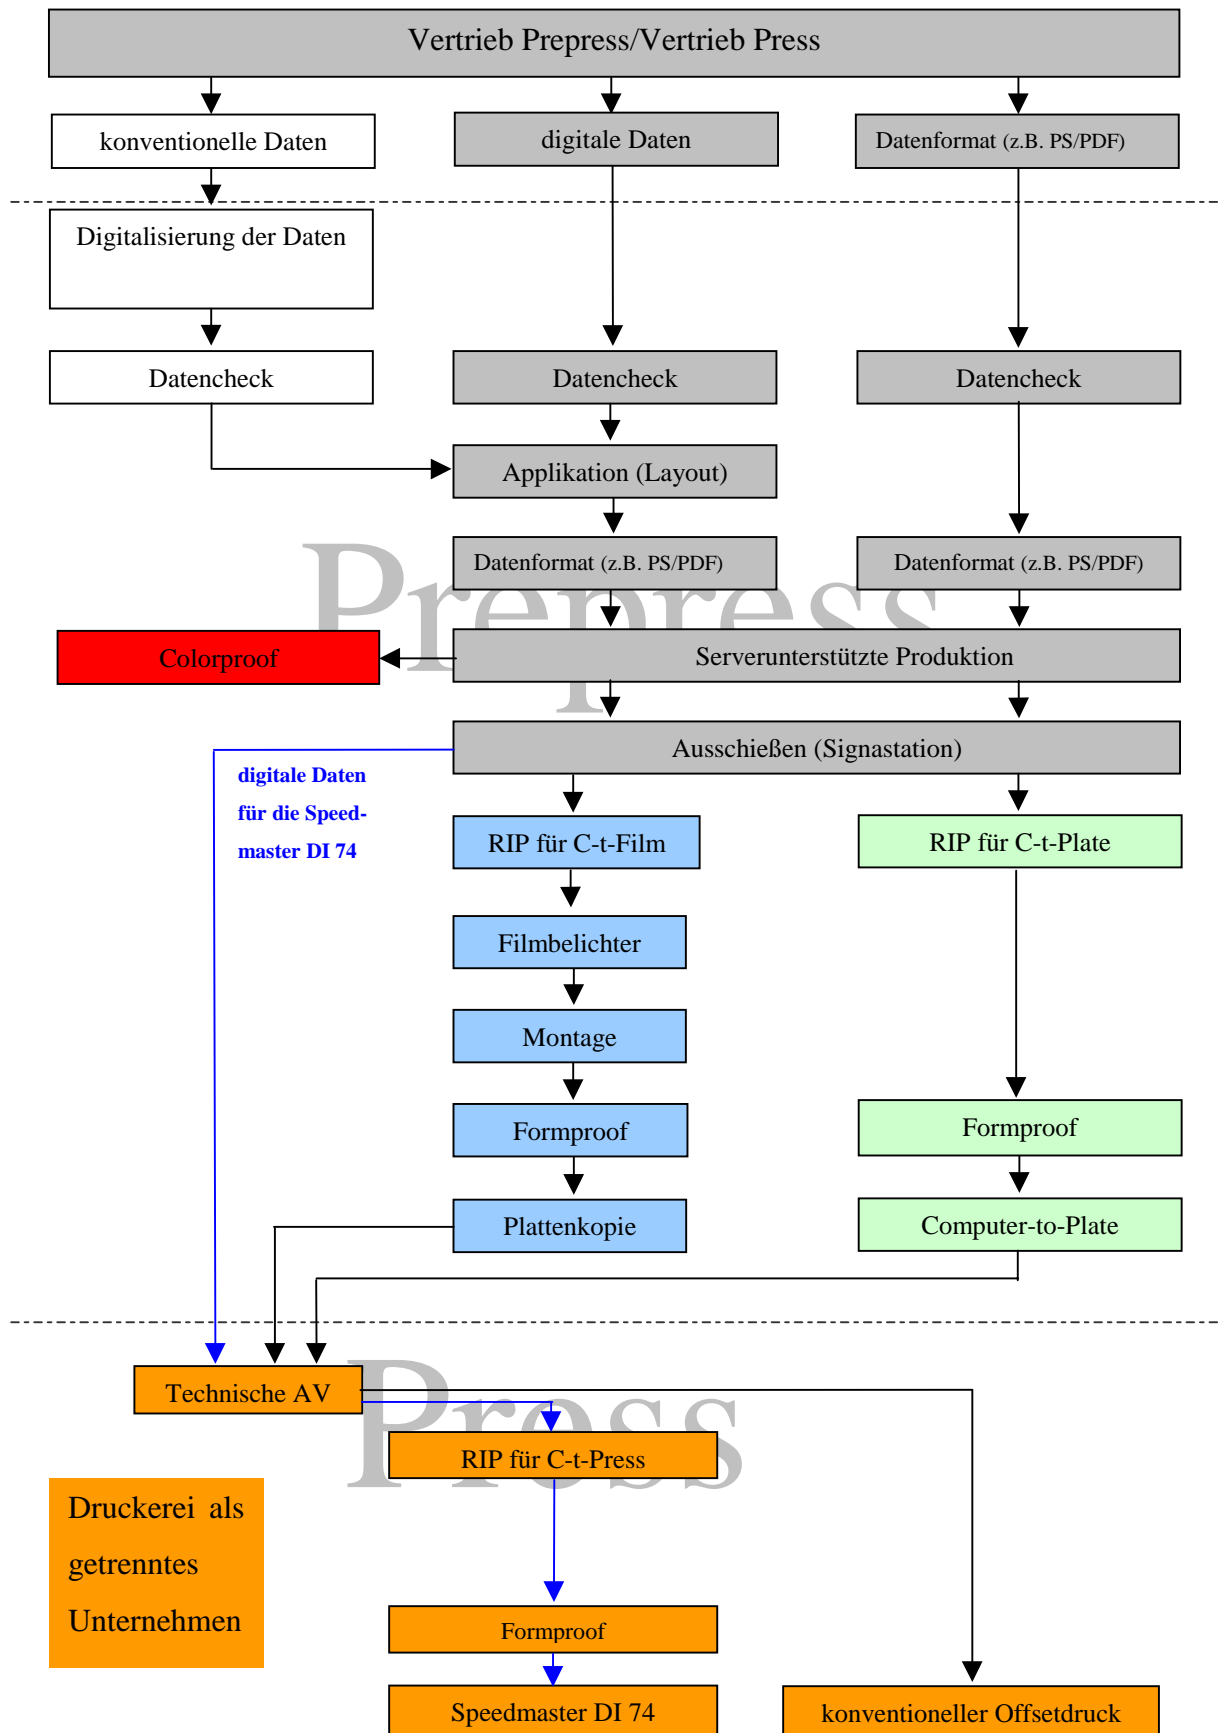 Vertrieb Prepress/Vertrieb Press
konventionelle Daten
digitale Daten
Datenformat (z.B. PS/PDF)
Digitalisierung der Daten
Datencheck
Datencheck
Datencheck
Applikation (Layout)
Prepress
Datenformat (z.B. PS/PDF)
Datenformat (z.B. PS/PDF)
Colorproof
Serverunterstützte Produktion
Ausschießen (Signastation)
digitale Daten
für die Speed-
master DI 74
RIP für C-t-Film
RIP für C-t-Plate
Filmbelichter
Montage
Formproof
Formproof
Plattenkopie
Computer-to-Plate
Press
Technische AV
RIP für C-t-Press
Druckerei als
getrenntes
Unternehmen
Formproof
Speedmaster DI 74
konventioneller Offsetdruck